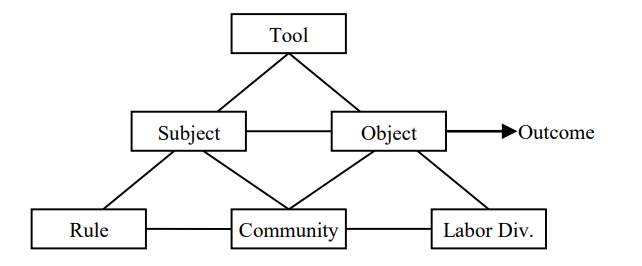 Tool
Subject
Object
Outcome
Rule
Community
Labor Div.